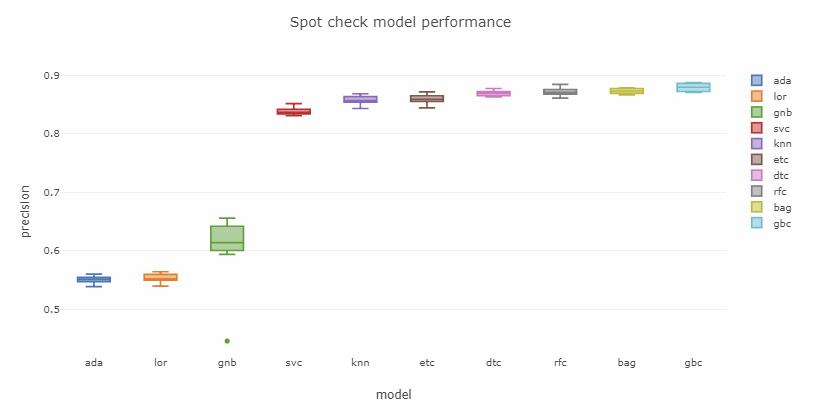 Spot check model performance
precision
0.9
0.8
0.7
0.6
0.5
ada lor gnb svc knn etc dtc rfc bag gbc
model
ada
lor
gnb
svc
knn
etc
dtc
rfc
bag
gbc